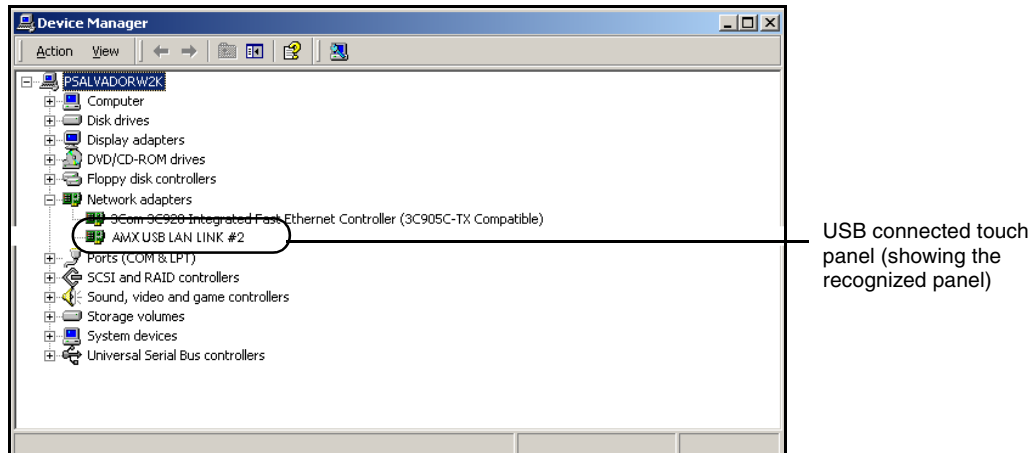 Device Manager
Action View
PSALVADORW2K
Computer
Disk drives
Display adapters
DVD/CD-ROM drives
Floppy disk controllers
Network adapters
3Com 3C920 Integrated Fast Ethernet Controller (3C905C-TX Compatible)
AMX USB LAN LINK #2
Ports (COM & LPT)
SCSI and RAID controllers
Sound, video and game controllers
Storage volumes
System devices
Universal Serial Bus controllers
USB connected touch
panel (showing the
recognized panel)